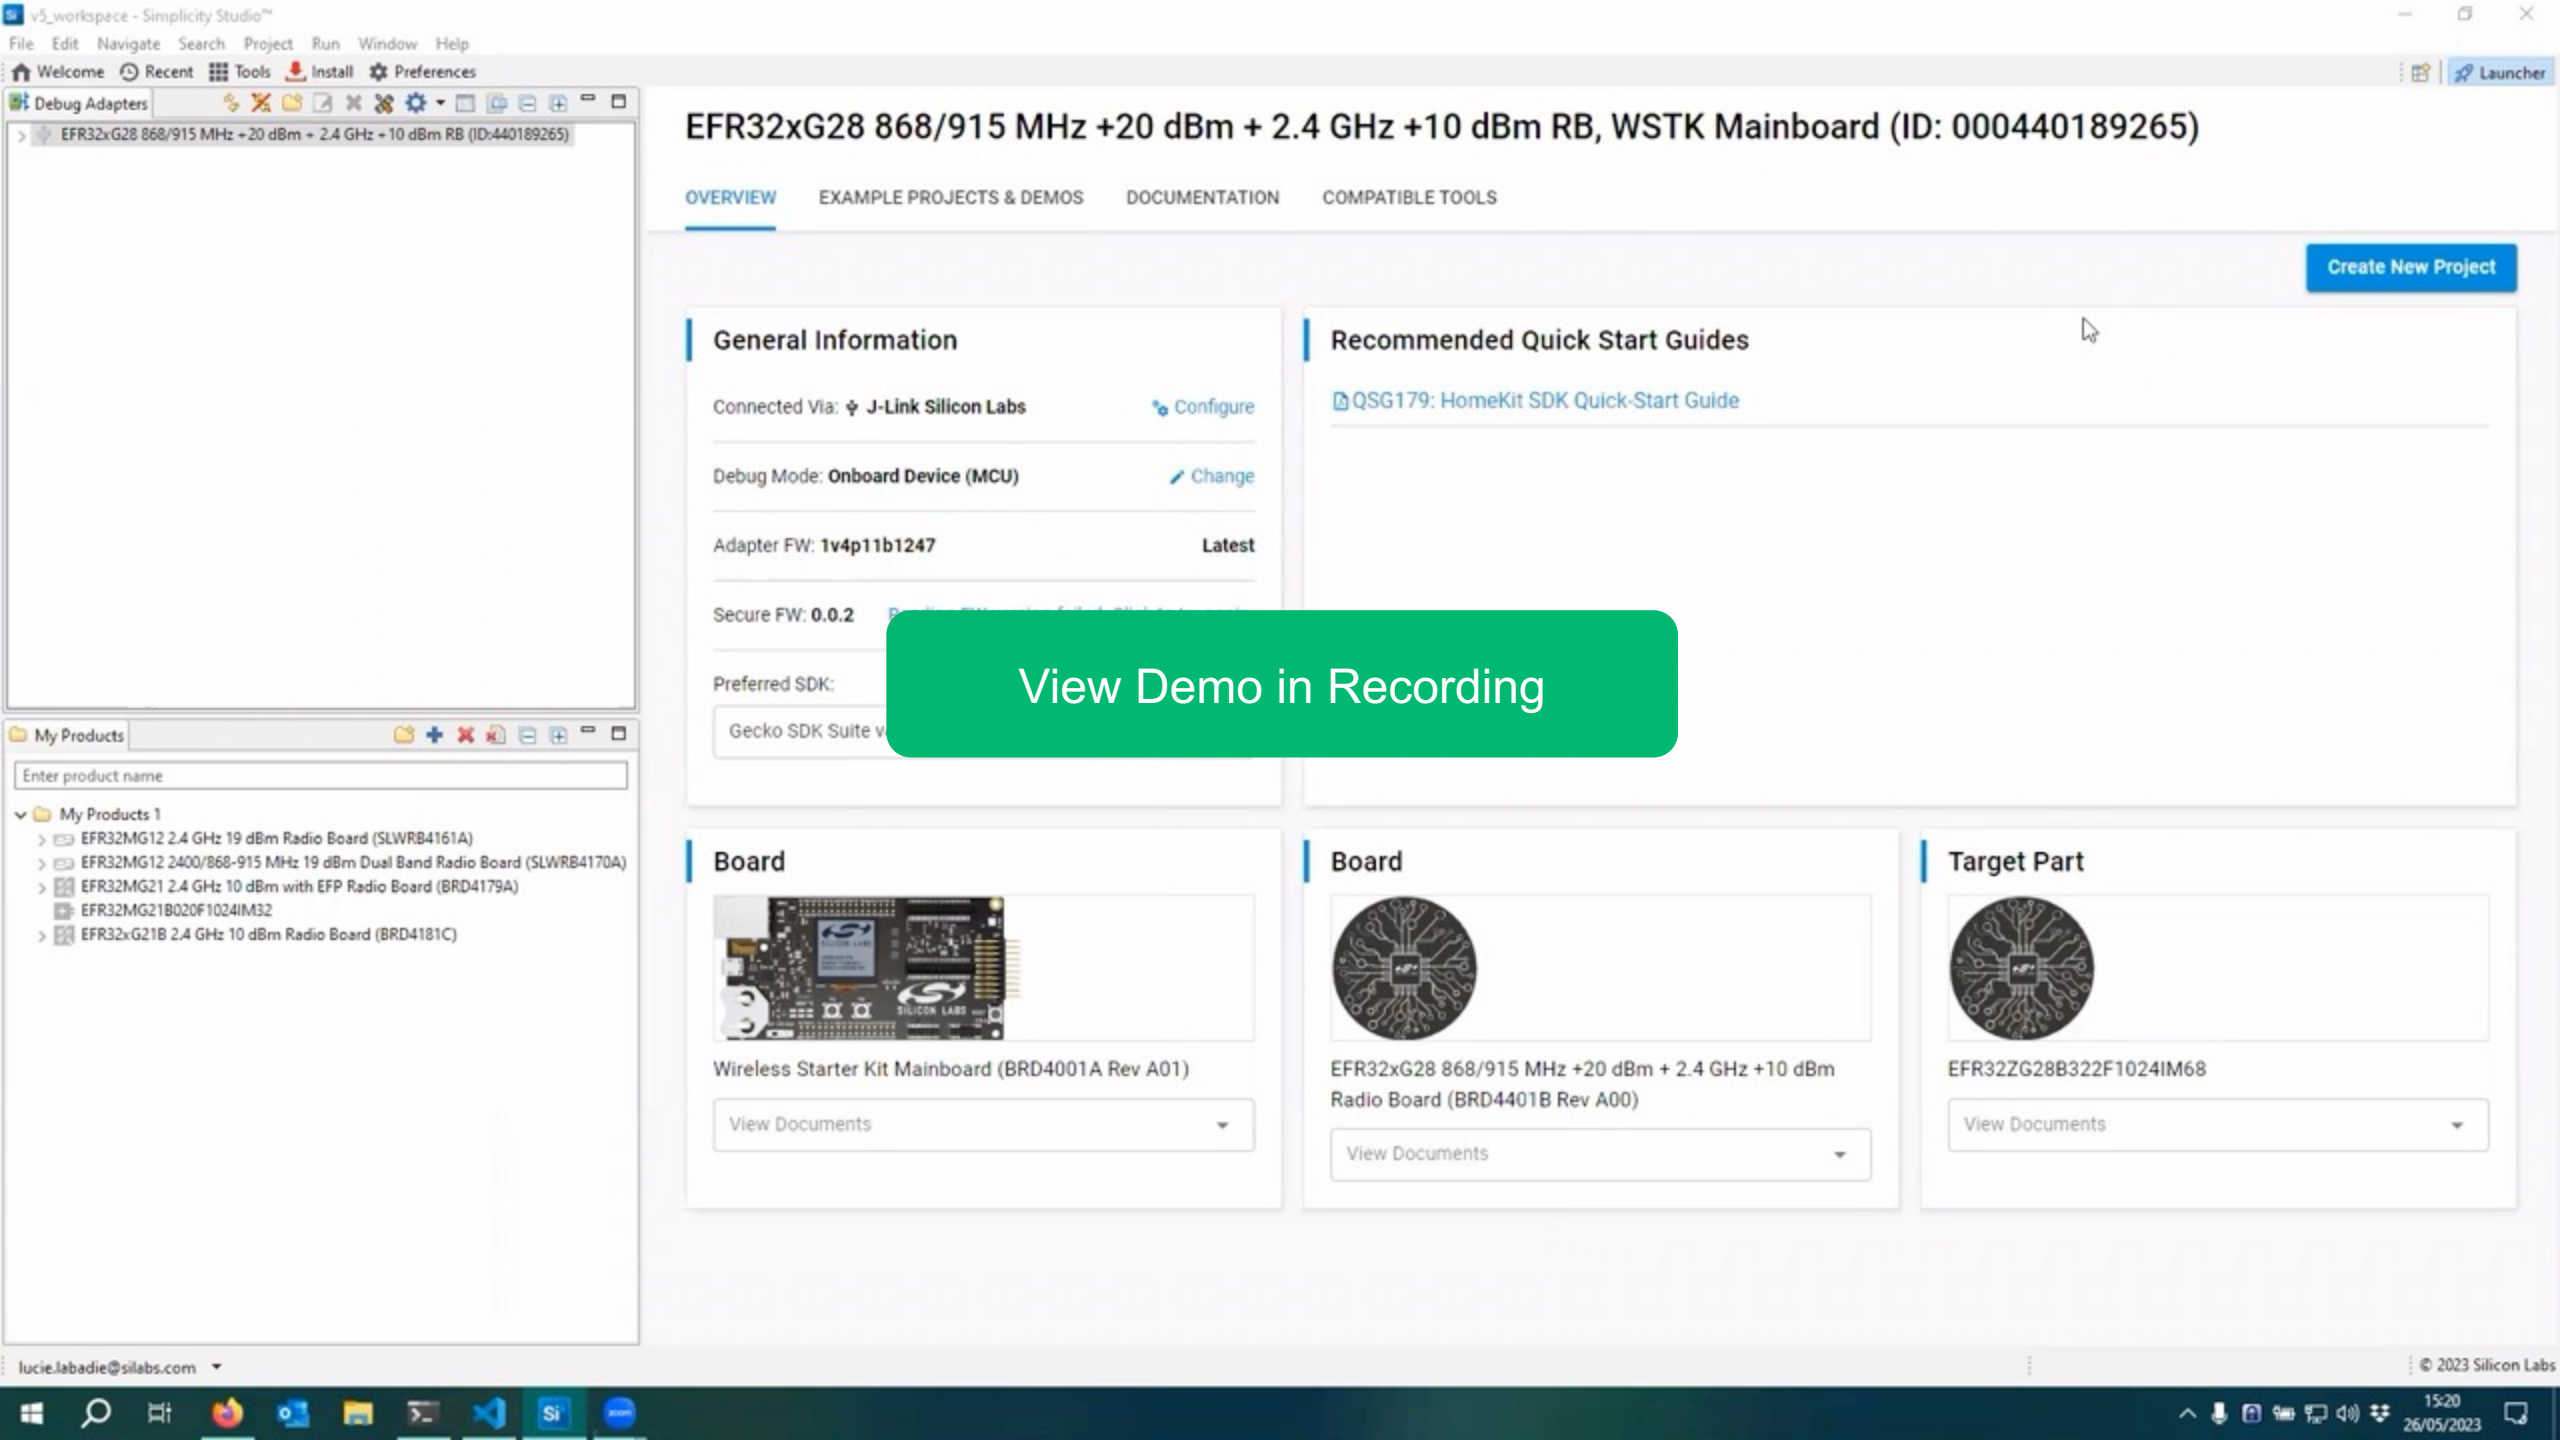 v5_workspace - Simplicity Studio™
File Edit Navigate Search Project Run Window Help
Welcome Recent Tools Install Preferences
Launcher
Debug Adapters
EFR32xG28 868/915 MHz +20 dBm + 2.4 GHz +10 dBm RB (ID:440189265)
EFR32xG28 868/915 MHz +20 dBm + 2.4 GHz +10 dBm RB, WSTK Mainboard (ID: 000440189265)
OVERVIEW EXAMPLE PROJECTS & DEMOS DOCUMENTATION COMPATIBLE TOOLS
Create New Project
General Information
Connected Via: J-Link Silicon Labs Configure
Debug Mode: Onboard Device (MCU) Change
Adapter FW: 1v4p11b1247 Latest
Secure FW: 0.0.2
Preferred SDK:
Gecko SDK Suite
Recommended Quick Start Guides
QSG179: HomeKit SDK Quick-Start Guide
View Demo in Recording
My Products
Enter product name
My Products 1
EFR32MG12 2.4 GHz 19 dBm Radio Board (SLWRB4161A)
EFR32MG12 2400/868-915 MHz 19 dBm Dual Band Radio Board (SLWRB4170A)
EFR32MG21 2.4 GHz 10 dBm with EFP Radio Board (BRD4179A)
EFR32MG21B020F1024IM32
EFR32xG21B 2.4 GHz 10 dBm Radio Board (BRD4181C)
Board
SILICON LABS
Wireless Starter Kit Mainboard (BRD4001A Rev A01)
View Documents
Board
EFR32xG28 868/915 MHz +20 dBm + 2.4 GHz +10 dBm
Radio Board (BRD4401B Rev A00)
View Documents
Target Part
EFR32ZG28B322F1024IM68
View Documents
lucie.labadie@silabs.com
© 2023 Silicon Labs
Si
zoom
15:20
26/05/2023